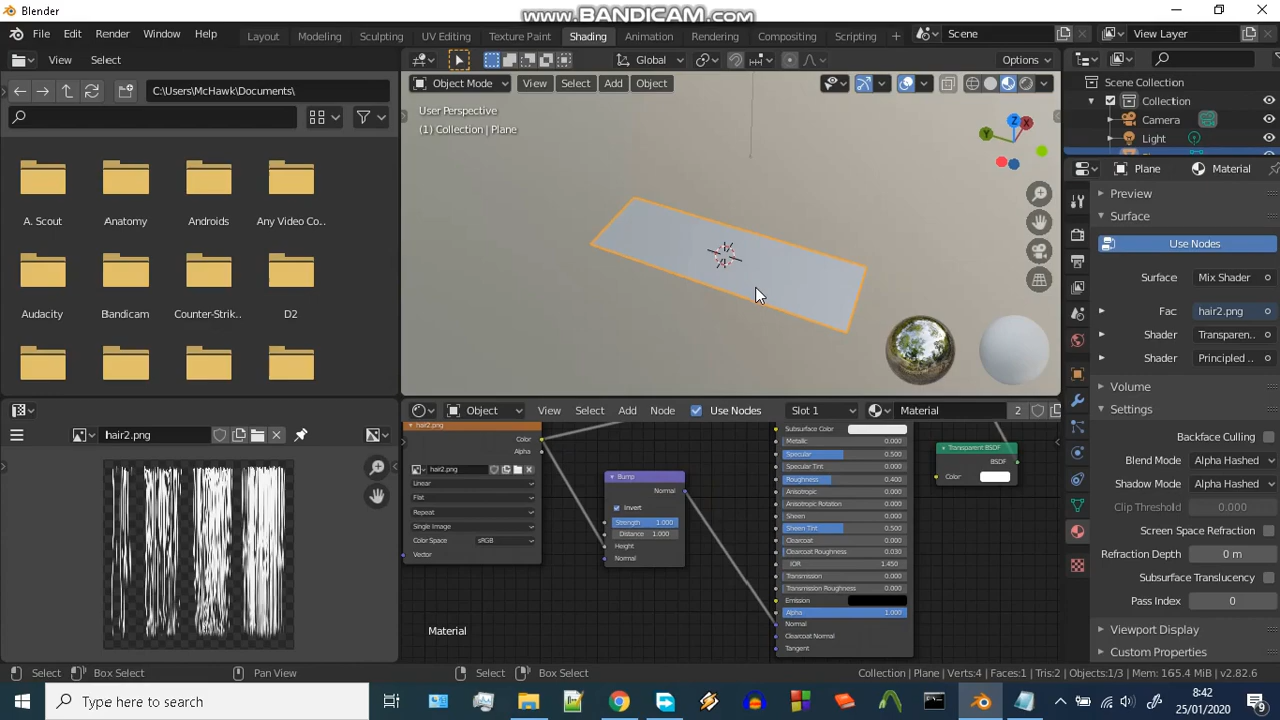 Blender
www.BANDICAM.com
File Edit Render Window Help
Layout Modeling Sculpting UV Editing Texture Paint Shading Animation Rendering Compositing Scripting + Scene View Layer
View Select
Global Options
C:\Users\McHawk\Documents\
Object Mode View Select Add Object
Scene Collection
Collection
Camera
Light
User Perspective
(1) Collection | Plane
A. Scout Anatomy Androids Any Video Co...
Audacity Bandicam Counter-Strik... D2
Plane Material
Preview
Surface
Use Nodes
Surface Mix Shader
Fac hair2.png
Shader Transparen..
Shader Principled ..
Volume
Settings
Backface Culing
Blend Mode Alpha Hashed
Shadow Mode Alpha Hashed
Clip Threshold 0.000
Screen Space Refraction
Refraction Depth 0 m
Subsurface Translucency
Pass Index 0
Viewport Display
Custom Properties
View hair2.png
Object View Select Add Node Use Nodes Slot 1 Material 2
hair2.png
Color
Alpha
hair2.png
Linear
Flat
Repeat
Single Image
Color Space sRGB
Vector
Bump
Normal
Invert
Strength 1.000
Distance 1.000
Height
Normal
Subsurface Color
Metallic 0.000
Specular 0.500
Specular Tint 0.000
Roughness 0.400
Anisotropic 0.000
Anisotropic Rotation 0.000
Sheen 0.000
Sheen Tint 0.500
Clearcoat 0.000
Clearcoat Roughness 0.030
IOR 1.450
Transmission 0.000
Transmission Roughness 0.000
Emission
Alpha 1.000
Normal
Clearcoat Normal
Tangent
Transparent BSDF
BSDF
Color
Material
Select Box Select Pan View Select Box Select Collection | Plane | Verts:4 | Faces:1 | Tris:2 | Objects:1/3 | Mem: 165.4 MiB | v2.82.6
Type here to search
8:42
25/01/2020